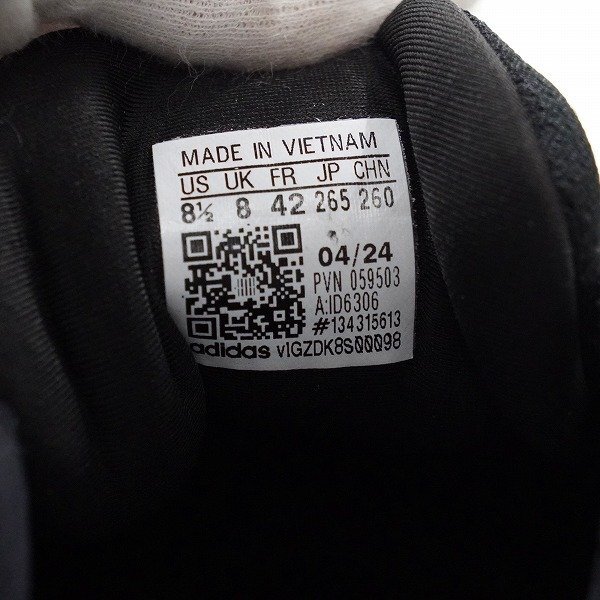 MADE IN VIETNAM
US UK FR JP CHN
8½ 8 42 265 260
04/24
PVN 059503
A:ID6306
#134315613
adidas vIGZDK8S00098